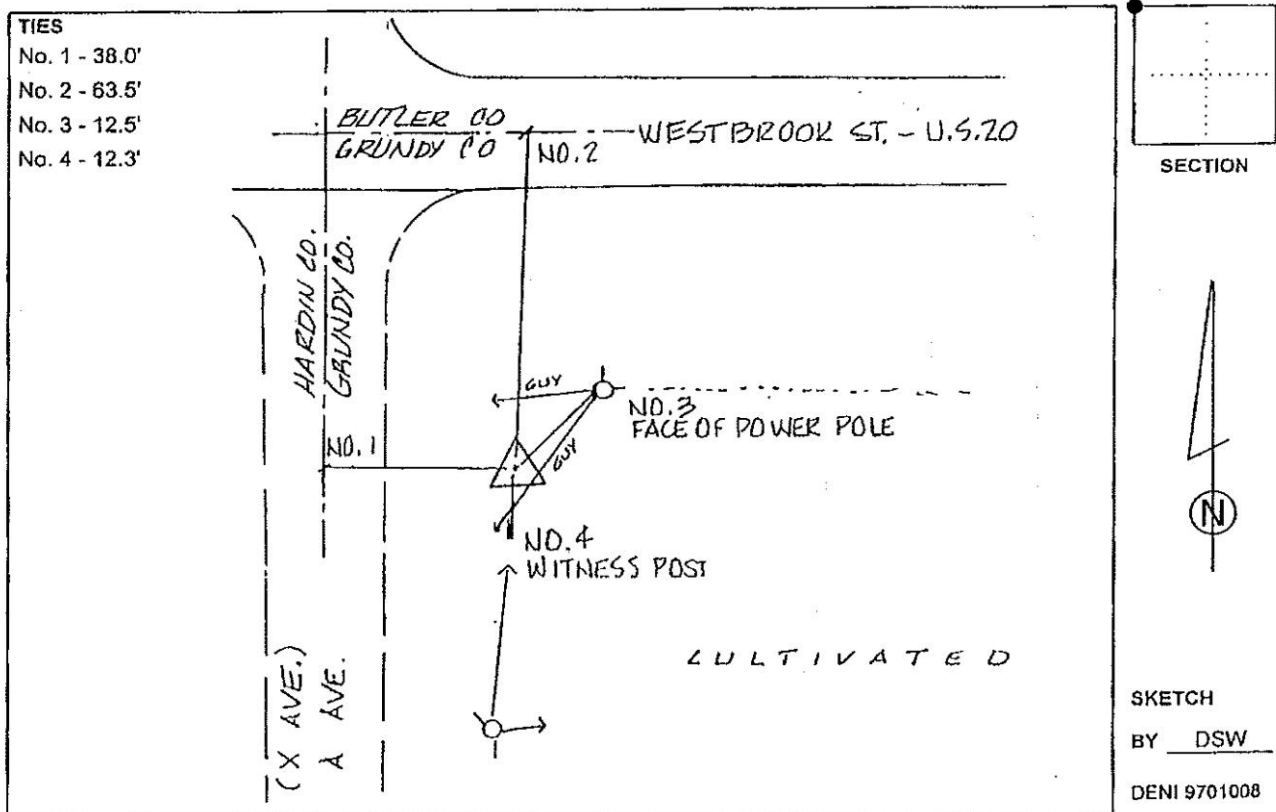 TIES
No. 1 - 38.0'
No. 2 - 63.5'
No. 3 - 12.5'
No. 4 - 12.3'
BUTLER CO
GRUNDY CO
NO.2
WESTBROOK ST. - U.S.20
SECTION
HARDIN CO.
GRUNDY CO.
GUY
NO.3
FACE OF POWER POLE
NO.1
GUY
N
NO.4
WITNESS POST
CULTIVATED
(X AVE.)
A AVE.
SKETCH
BY DSW
DENI 9701008